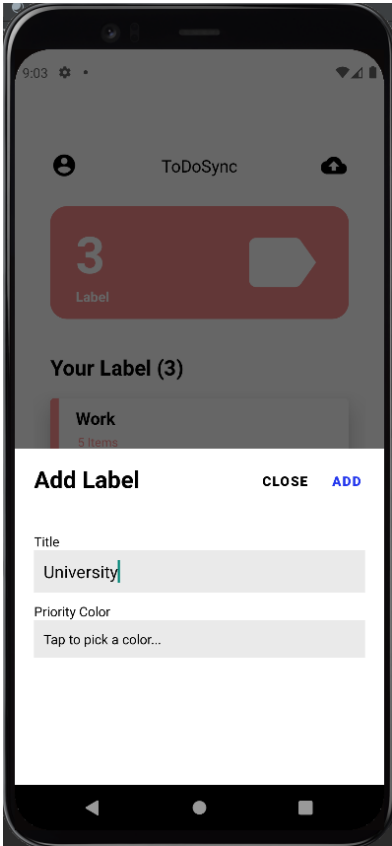 9:03
ToDoSync
3
Label
Your Label (3)
Work
5 Items
Add Label CLOSE ADD
Title
University
Priority Color
Tap to pick a color...